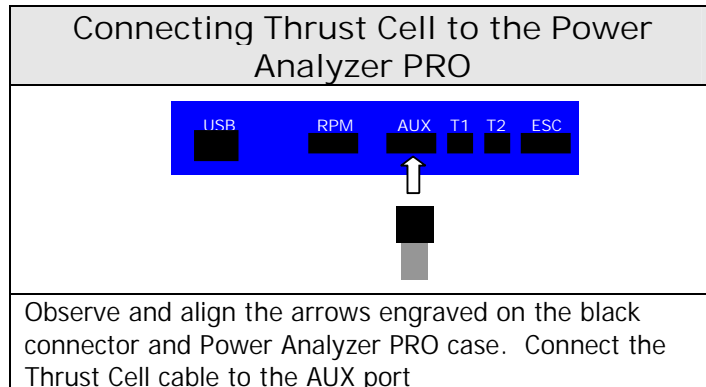 Connecting Thrust Cell to the Power
Analyzer PRO
USB RPM AUX T1 T2 ESC
Observe and align the arrows engraved on the black
connector and Power Analyzer PRO case.  Connect the
Thrust Cell cable to the AUX port